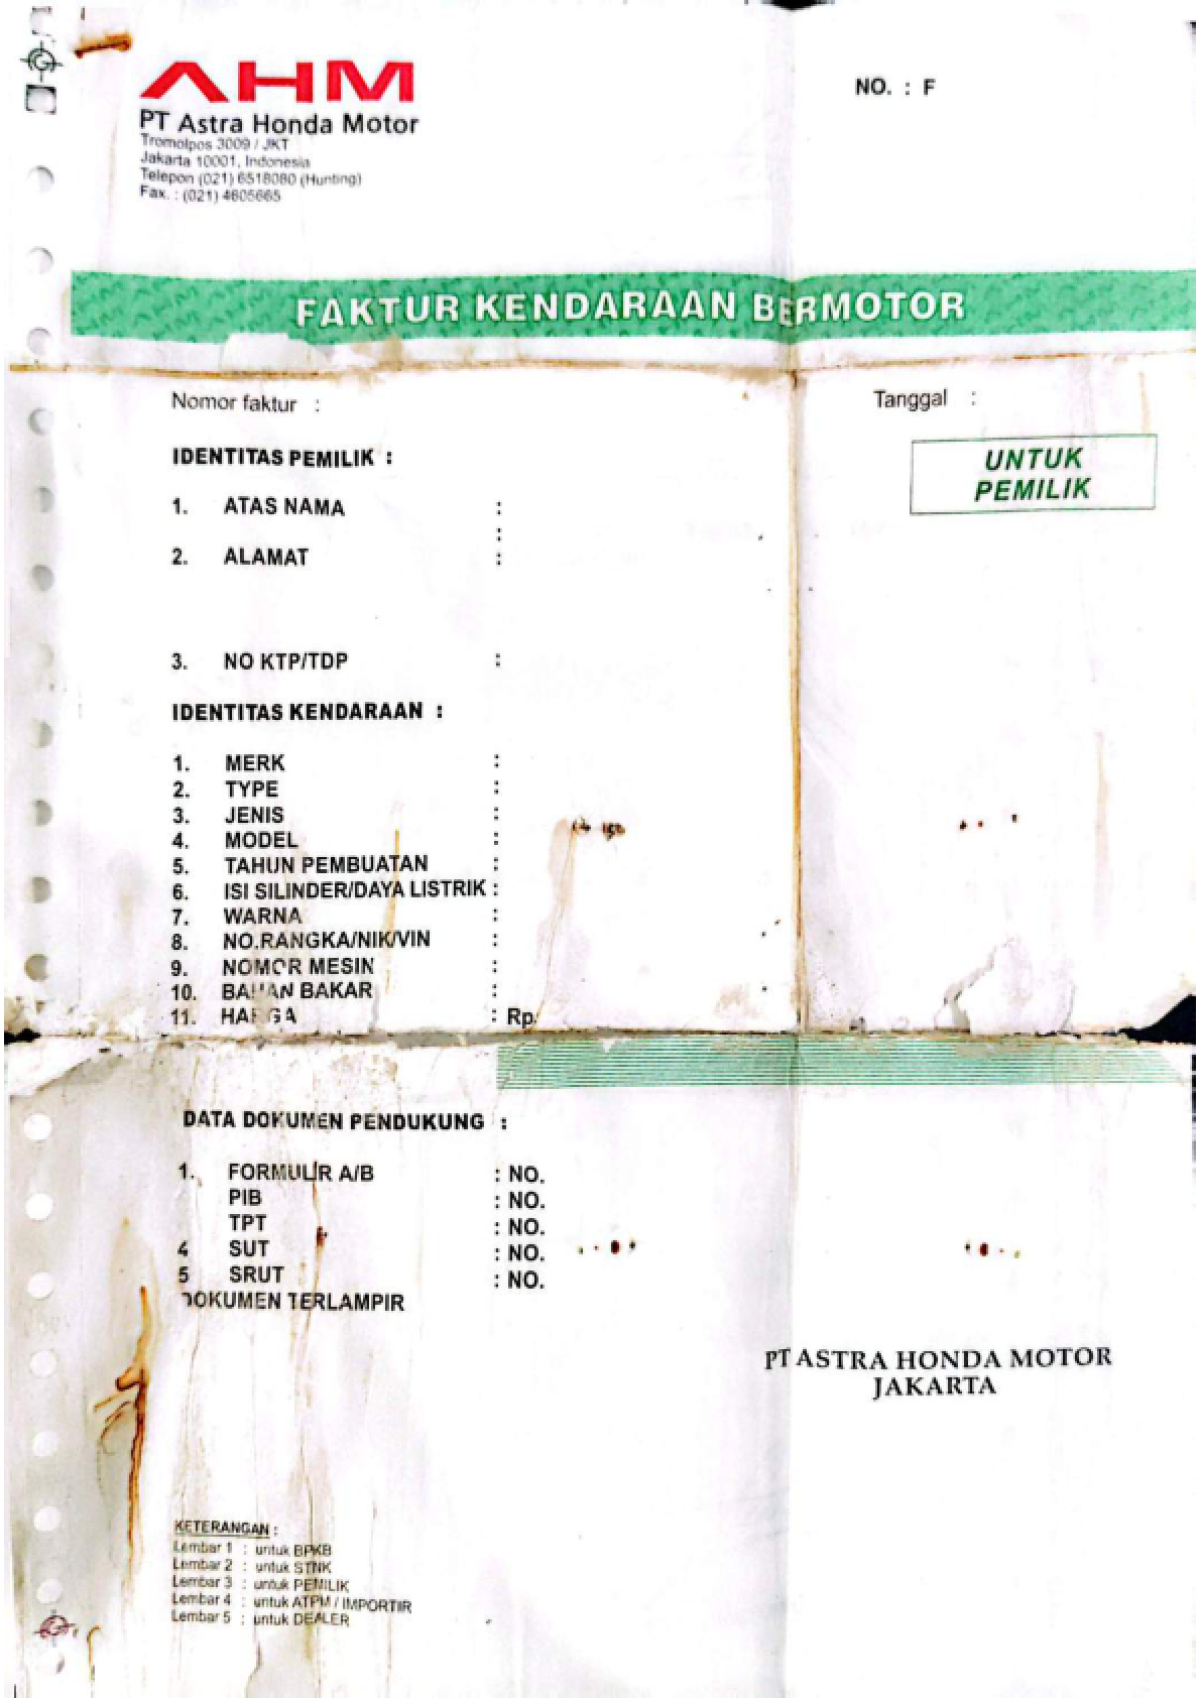 AHM
NO. : F
PT Astra Honda Motor
Tromolpos 3009 / JKT
Jakarta 10001, Indonesia
Telepon (021) 6518080 (Hunting)
Fax. : (021) 4605665
FAKTUR KENDARAAN BERMOTOR
Nomor faktur :
Tanggal :
IDENTITAS PEMILIK :
UNTUK
PEMILIK
1. ATAS NAMA :
:
2. ALAMAT :
3. NO KTP/TDP :
IDENTITAS KENDARAAN :
1. MERK :
2. TYPE :
3. JENIS :
4. MODEL :
5. TAHUN PEMBUATAN :
6. ISI SILINDER/DAYA LISTRIK :
7. WARNA :
8. NO.RANGKA/NIK/VIN :
9. NOMOR MESIN :
10. BAHAN BAKAR :
11. HARGA : Rp.
DATA DOKUMEN PENDUKUNG :
1. FORMULIR A/B : NO.
PIB : NO.
TPT : NO.
4 SUT : NO.
5 SRUT : NO.
DOKUMEN TERLAMPIR
PT ASTRA HONDA MOTOR
JAKARTA
KETERANGAN :
Lembar 1 : untuk BPKB
Lembar 2 : untuk STNK
Lembar 3 : untuk PEMILIK
Lembar 4 : untuk ATPM / IMPORTIR
Lembar 5 : untuk DEALER